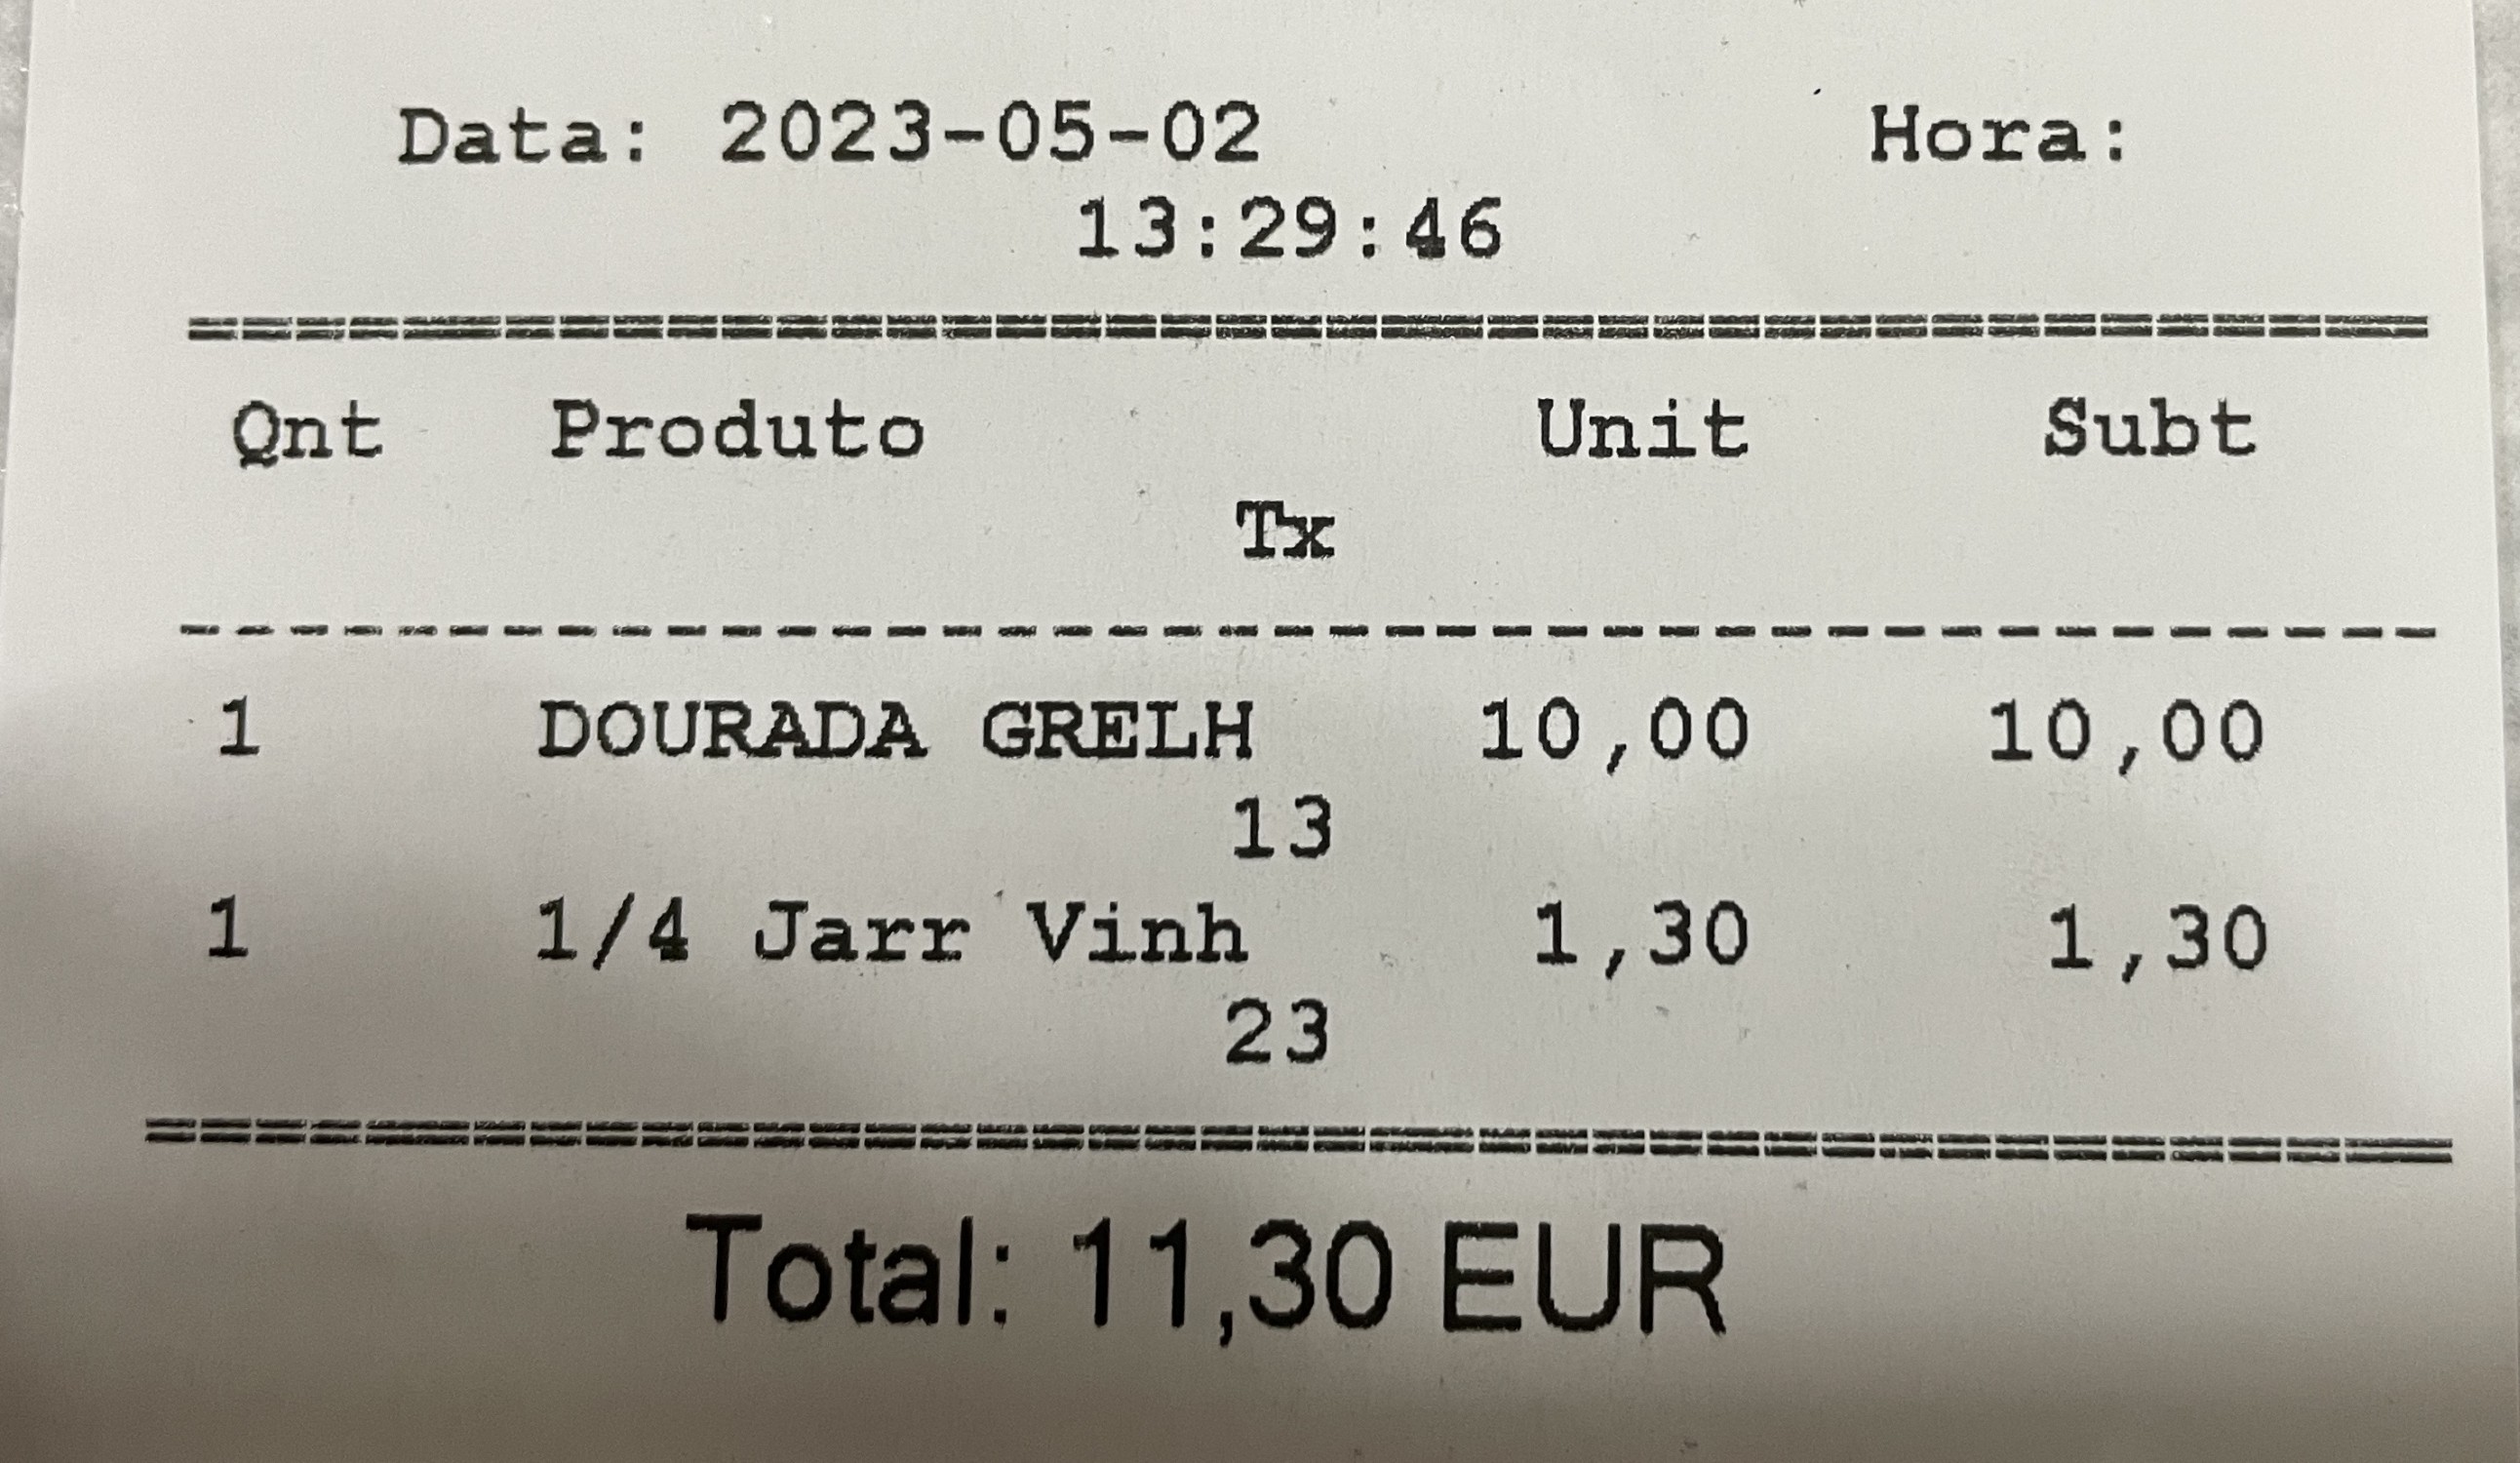 Data: 2023-05-02 Hora:
13:29:46
Qnt Produto Unit Subt
Tx
1 DOURADA GRELH 10,00 10,00
13
1 1/4 Jarr Vinh 1,30 1,30
23
Total: 11,30 EUR